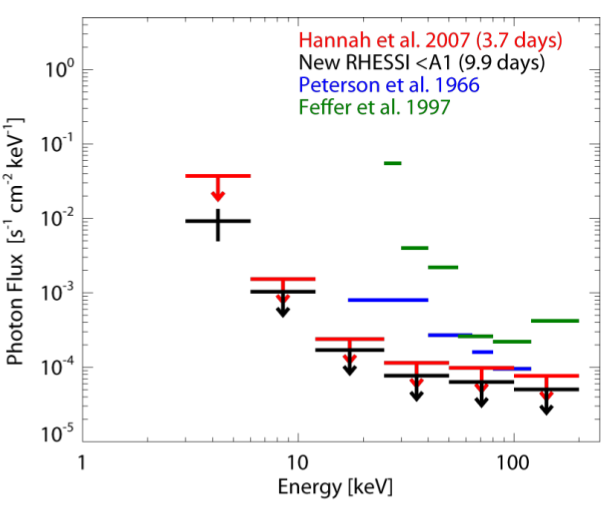 Hannah et al. 2007 (3.7 days)
New RHESSI <A1 (9.9 days)
Peterson et al. 1966
Feffer et al. 1997
Photon Flux [s⁻¹ cm⁻² keV⁻¹]
10⁰
10⁻¹
10⁻²
10⁻³
10⁻⁴
10⁻⁵
1
10
100
Energy [keV]